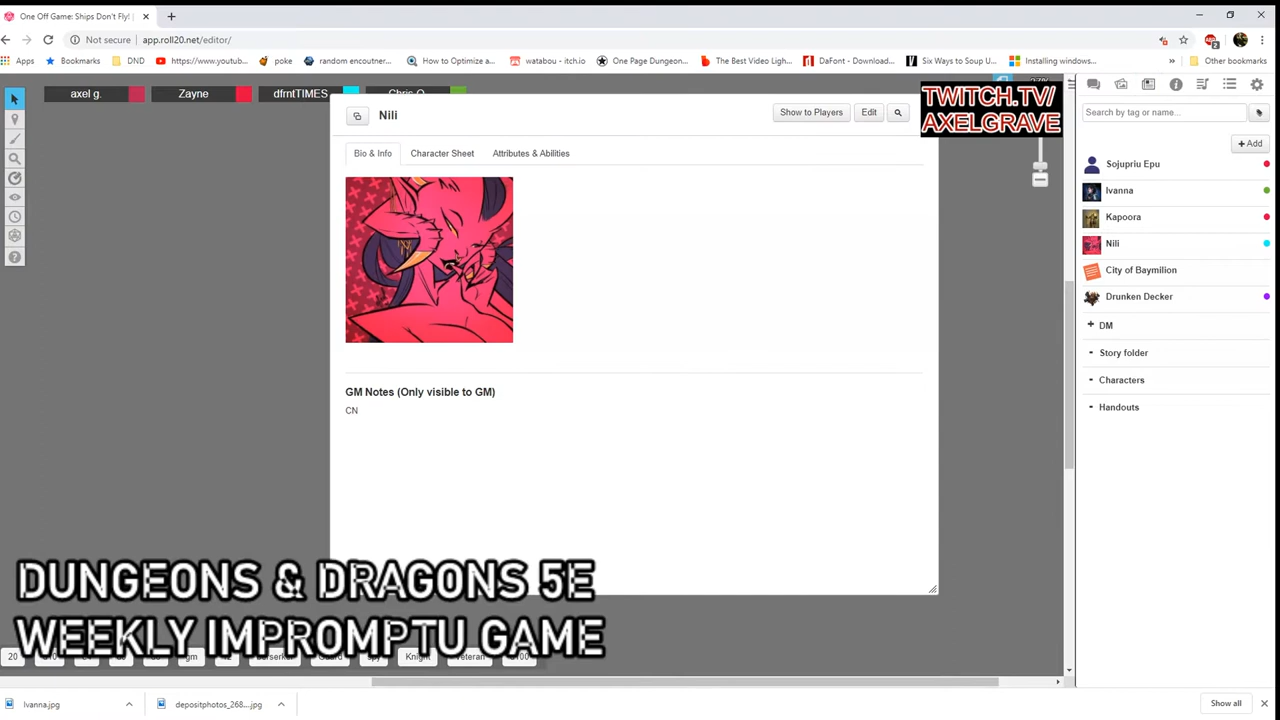 One Off Game: Ships Don't Fly!
Not secure app.roll20.net/editor/
Apps Bookmarks DND https://www.youtub... poke random encoutner... How to Optimize a... watabou - itch.io One Page Dungeon... The Best Video Ligh... DaFont - Download... Six Ways to Soup U... Installing windows... » Other bookmarks
axel g. Zayne dfrntTIMES Chris O.
TWITCH.TV/
AXELGRAVE
Nili Show to Players Edit
Bio & Info Character Sheet Attributes & Abilities
GM Notes (Only visible to GM)
CN
Search by tag or name...
+ Add
Sojupriu Epu
Ivanna
Kapoora
Nili
City of Baymilion
Drunken Decker
+ DM
- Story folder
- Characters
- Handouts
DUNGEONS & DRAGONS 5E
WEEKLY IMPROMPTU GAME
20 gm Knight
Ivanna.jpg depositphotos_268....jpg Show all